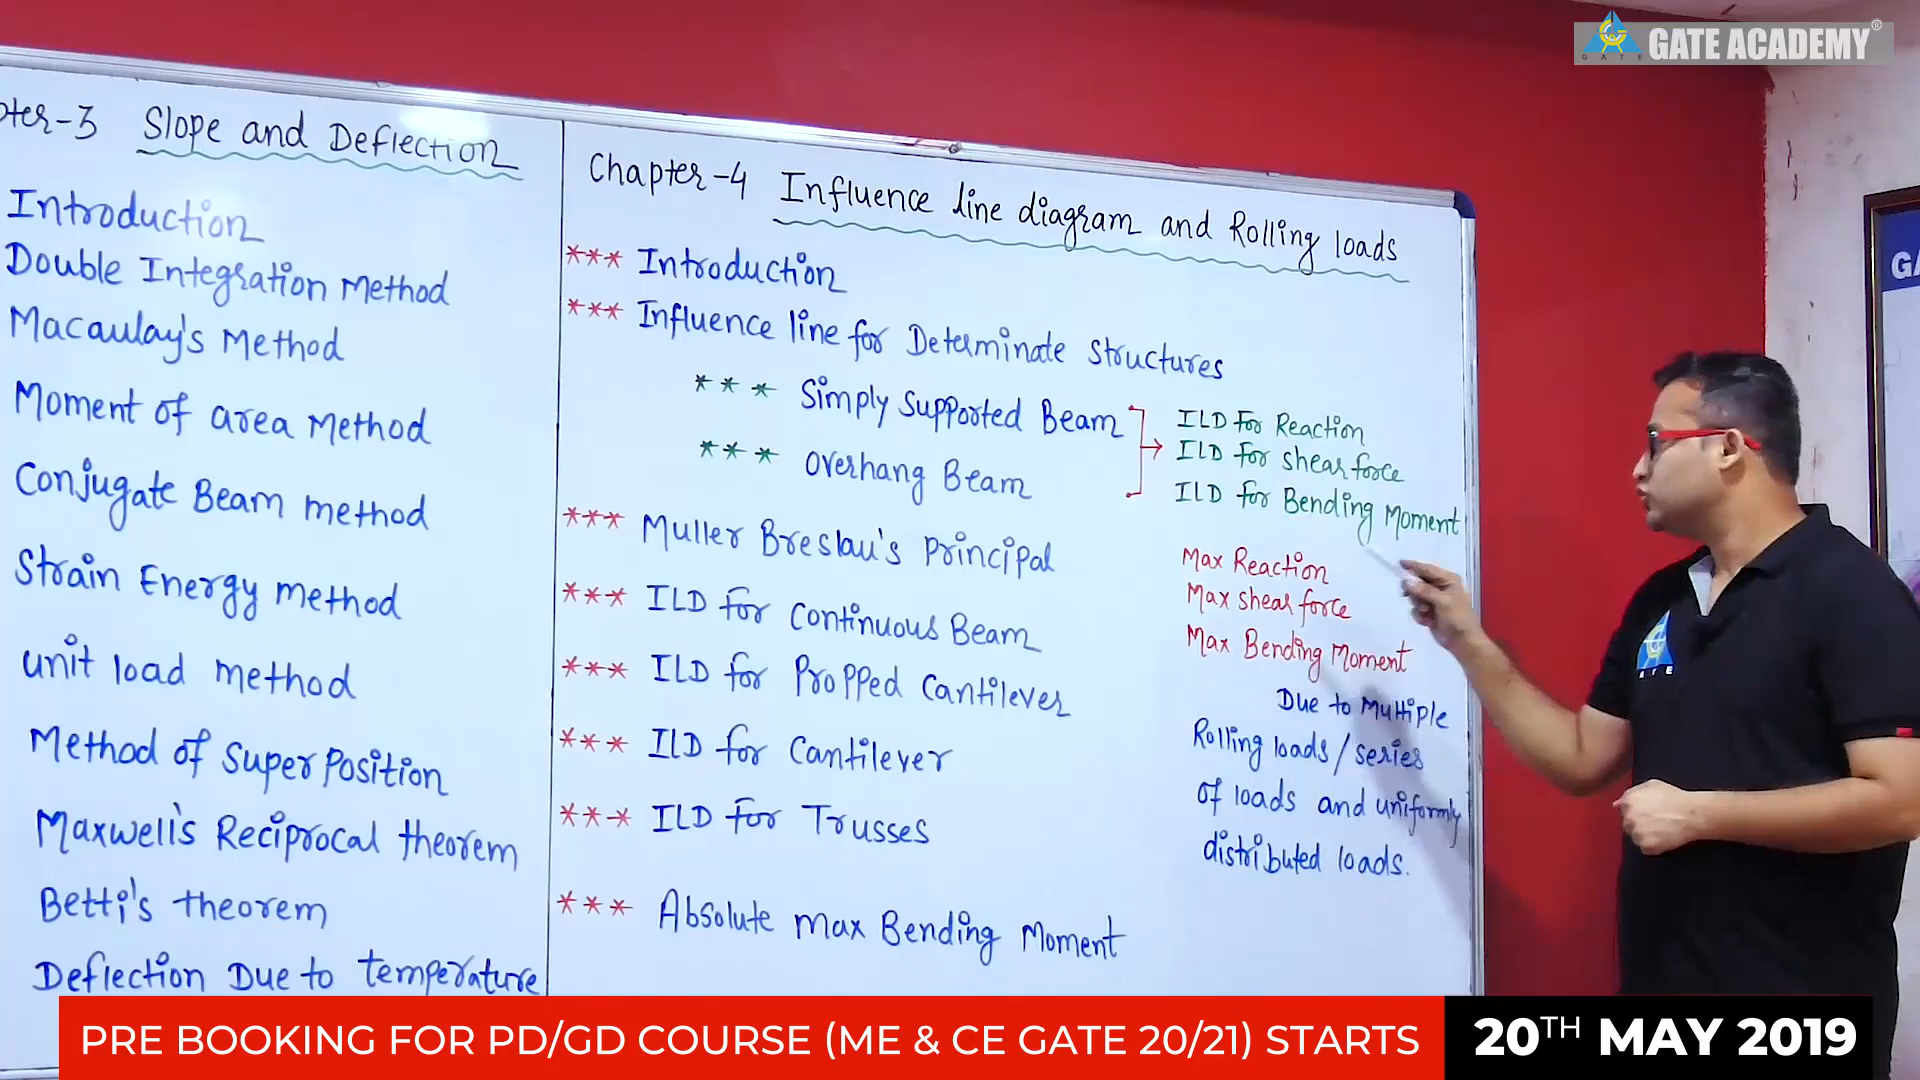 GATE ACADEMY®
GATE
pter-3 Slope and Deflection
Introduction
Double Integration Method
Macaulay's Method
Moment of area Method
Conjugate Beam method
Strain Energy method
unit load method
Method of Super Position
Maxwell's Reciprocal theorem
Betti's theorem
Deflection Due to temperature
Chapter-4 Influence line diagram and Rolling loads
*** Introduction
*** Influence line for Determinate structures
*** Simply Supported Beam
*** Overhang Beam
ILD For Reaction
ILD for shear force
ILD for Bending Moment
*** Muller Breslau's Principal
*** ILD for Continuous Beam
*** ILD for Propped Cantilever
*** ILD for Cantilever
*** ILD for Trusses
*** Absolute Max Bending Moment
Max Reaction
Max shear force
Max Bending Moment
Due to Multiple
Rolling loads/series
of loads and uniformly
distributed loads.
GA
PRE BOOKING FOR PD/GD COURSE (ME & CE GATE 20/21) STARTS
20TH MAY 2019